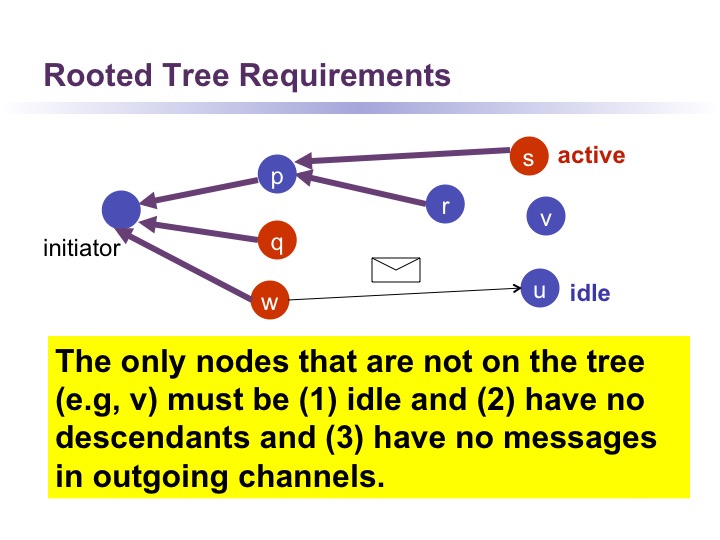 Rooted Tree Requirements
s active
p
r
v
initiator
q
w
u idle
The only nodes that are not on the tree
(e.g, v) must be (1) idle and (2) have no
descendants and (3) have no messages
in outgoing channels.